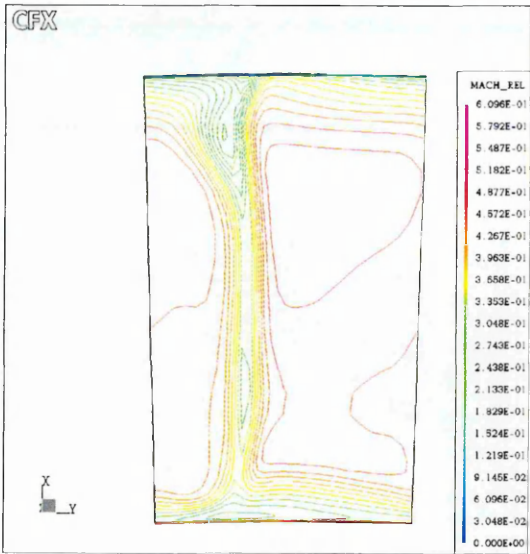 CFX
MACH_REL
6.096E-01
5.792E-01
5.487E-01
5.182E-01
4.877E-01
4.572E-01
4.267E-01
3.963E-01
3.658E-01
3.353E-01
3.048E-01
2.743E-01
2.438E-01
2.133E-01
1.829E-01
1.524E-01
1.219E-01
9.145E-02
6.096E-02
3.048E-02
0.000E+00
X
Y